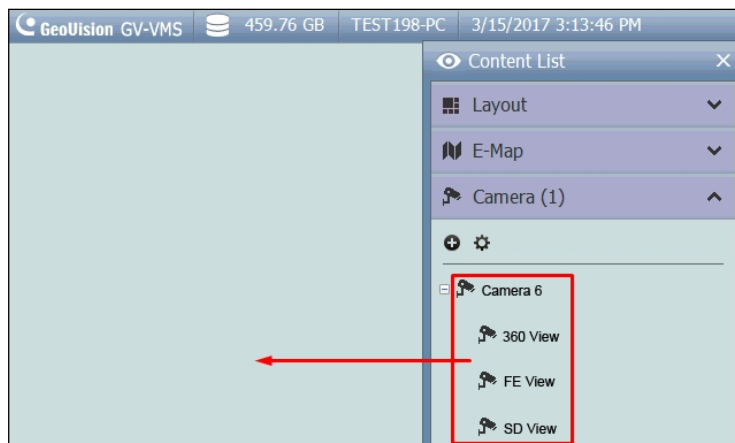 GeoVision GV-VMS 459.76 GB TEST198-PC 3/15/2017 3:13:46 PM
Content List
Layout
E-Map
Camera (1)
Camera 6
360 View
FE View
SD View